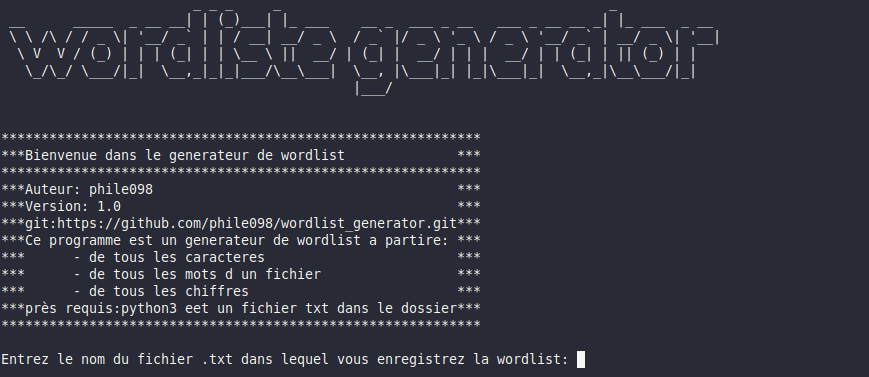 wordliste generator
************************************************************
***Bienvenue dans le generateur de wordlist              ***
************************************************************
***Auteur: phile098                                      ***
***Version: 1.0                                          ***
***git:https://github.com/phile098/wordlist_generator.git***
***Ce programme est un generateur de wordlist a partire: ***
***      - de tous les caracteres                        ***
***      - de tous les mots d un fichier                 ***
***      - de tous les chiffres                          ***
***près requis:python3 eet un fichier txt dans le dossier***
************************************************************
Entrez le nom du fichier .txt dans lequel vous enregistrez la wordlist: